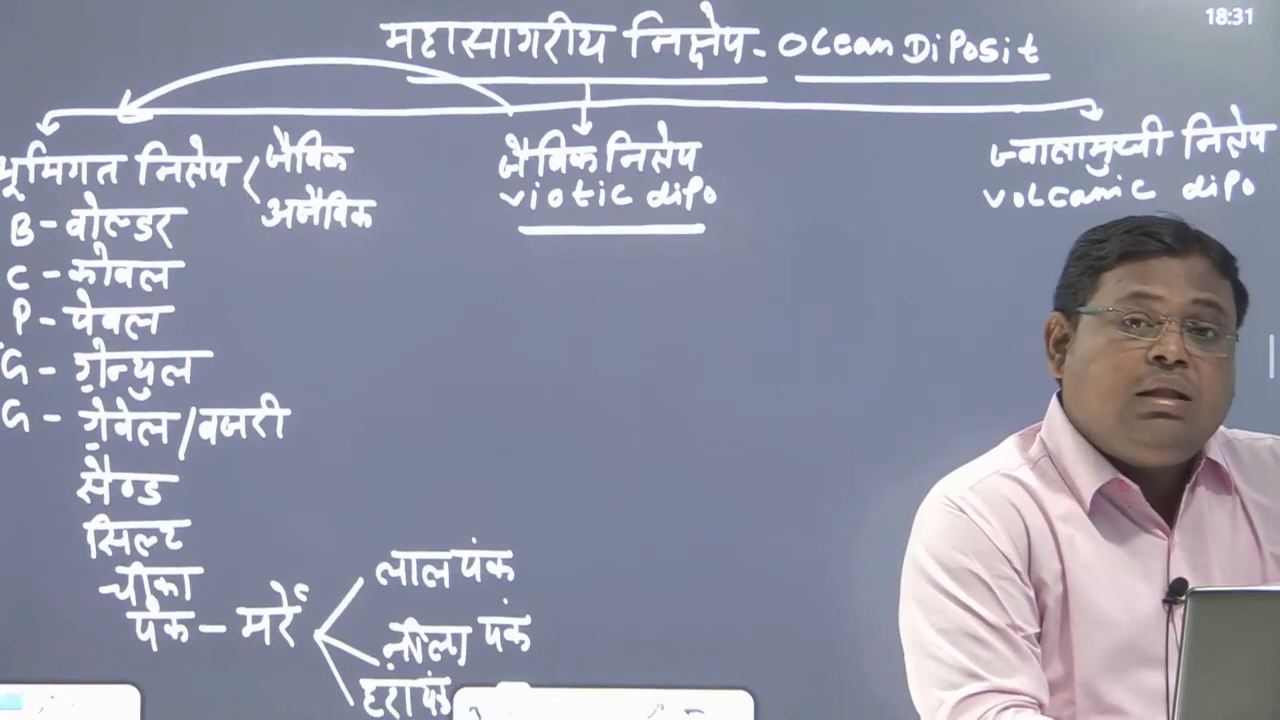 18:31
महासागरीय निक्षेप - Ocean Diposit
भूमिगत निक्षेप < जैविक
अजैविक
जैविक निक्षेप
viotic dipo
ज्वालामुखी निक्षेप
volcanic dipo
B - बोल्डर
C - कोबल
P - पेबल
G - ग्रेन्युल
G - ग्रेवेल / बजरी
सैण्ड
सिल्ट
चीका
पंक - मर्रे
लाल पंक
नीला पंक
हरा पंक